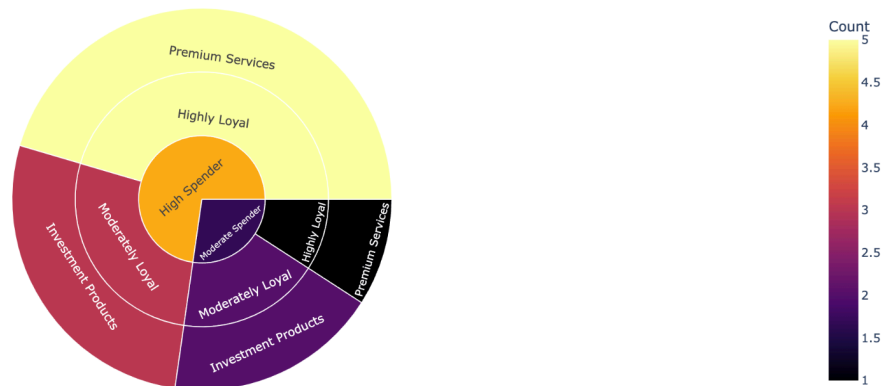 Premium Services
Highly Loyal
High Spender
Moderately Loyal
Investment Products
Moderate Spender
Highly Loyal
Premium Services
Moderately Loyal
Investment Products
Count
5
4.5
4
3.5
3
2.5
2
1.5
1